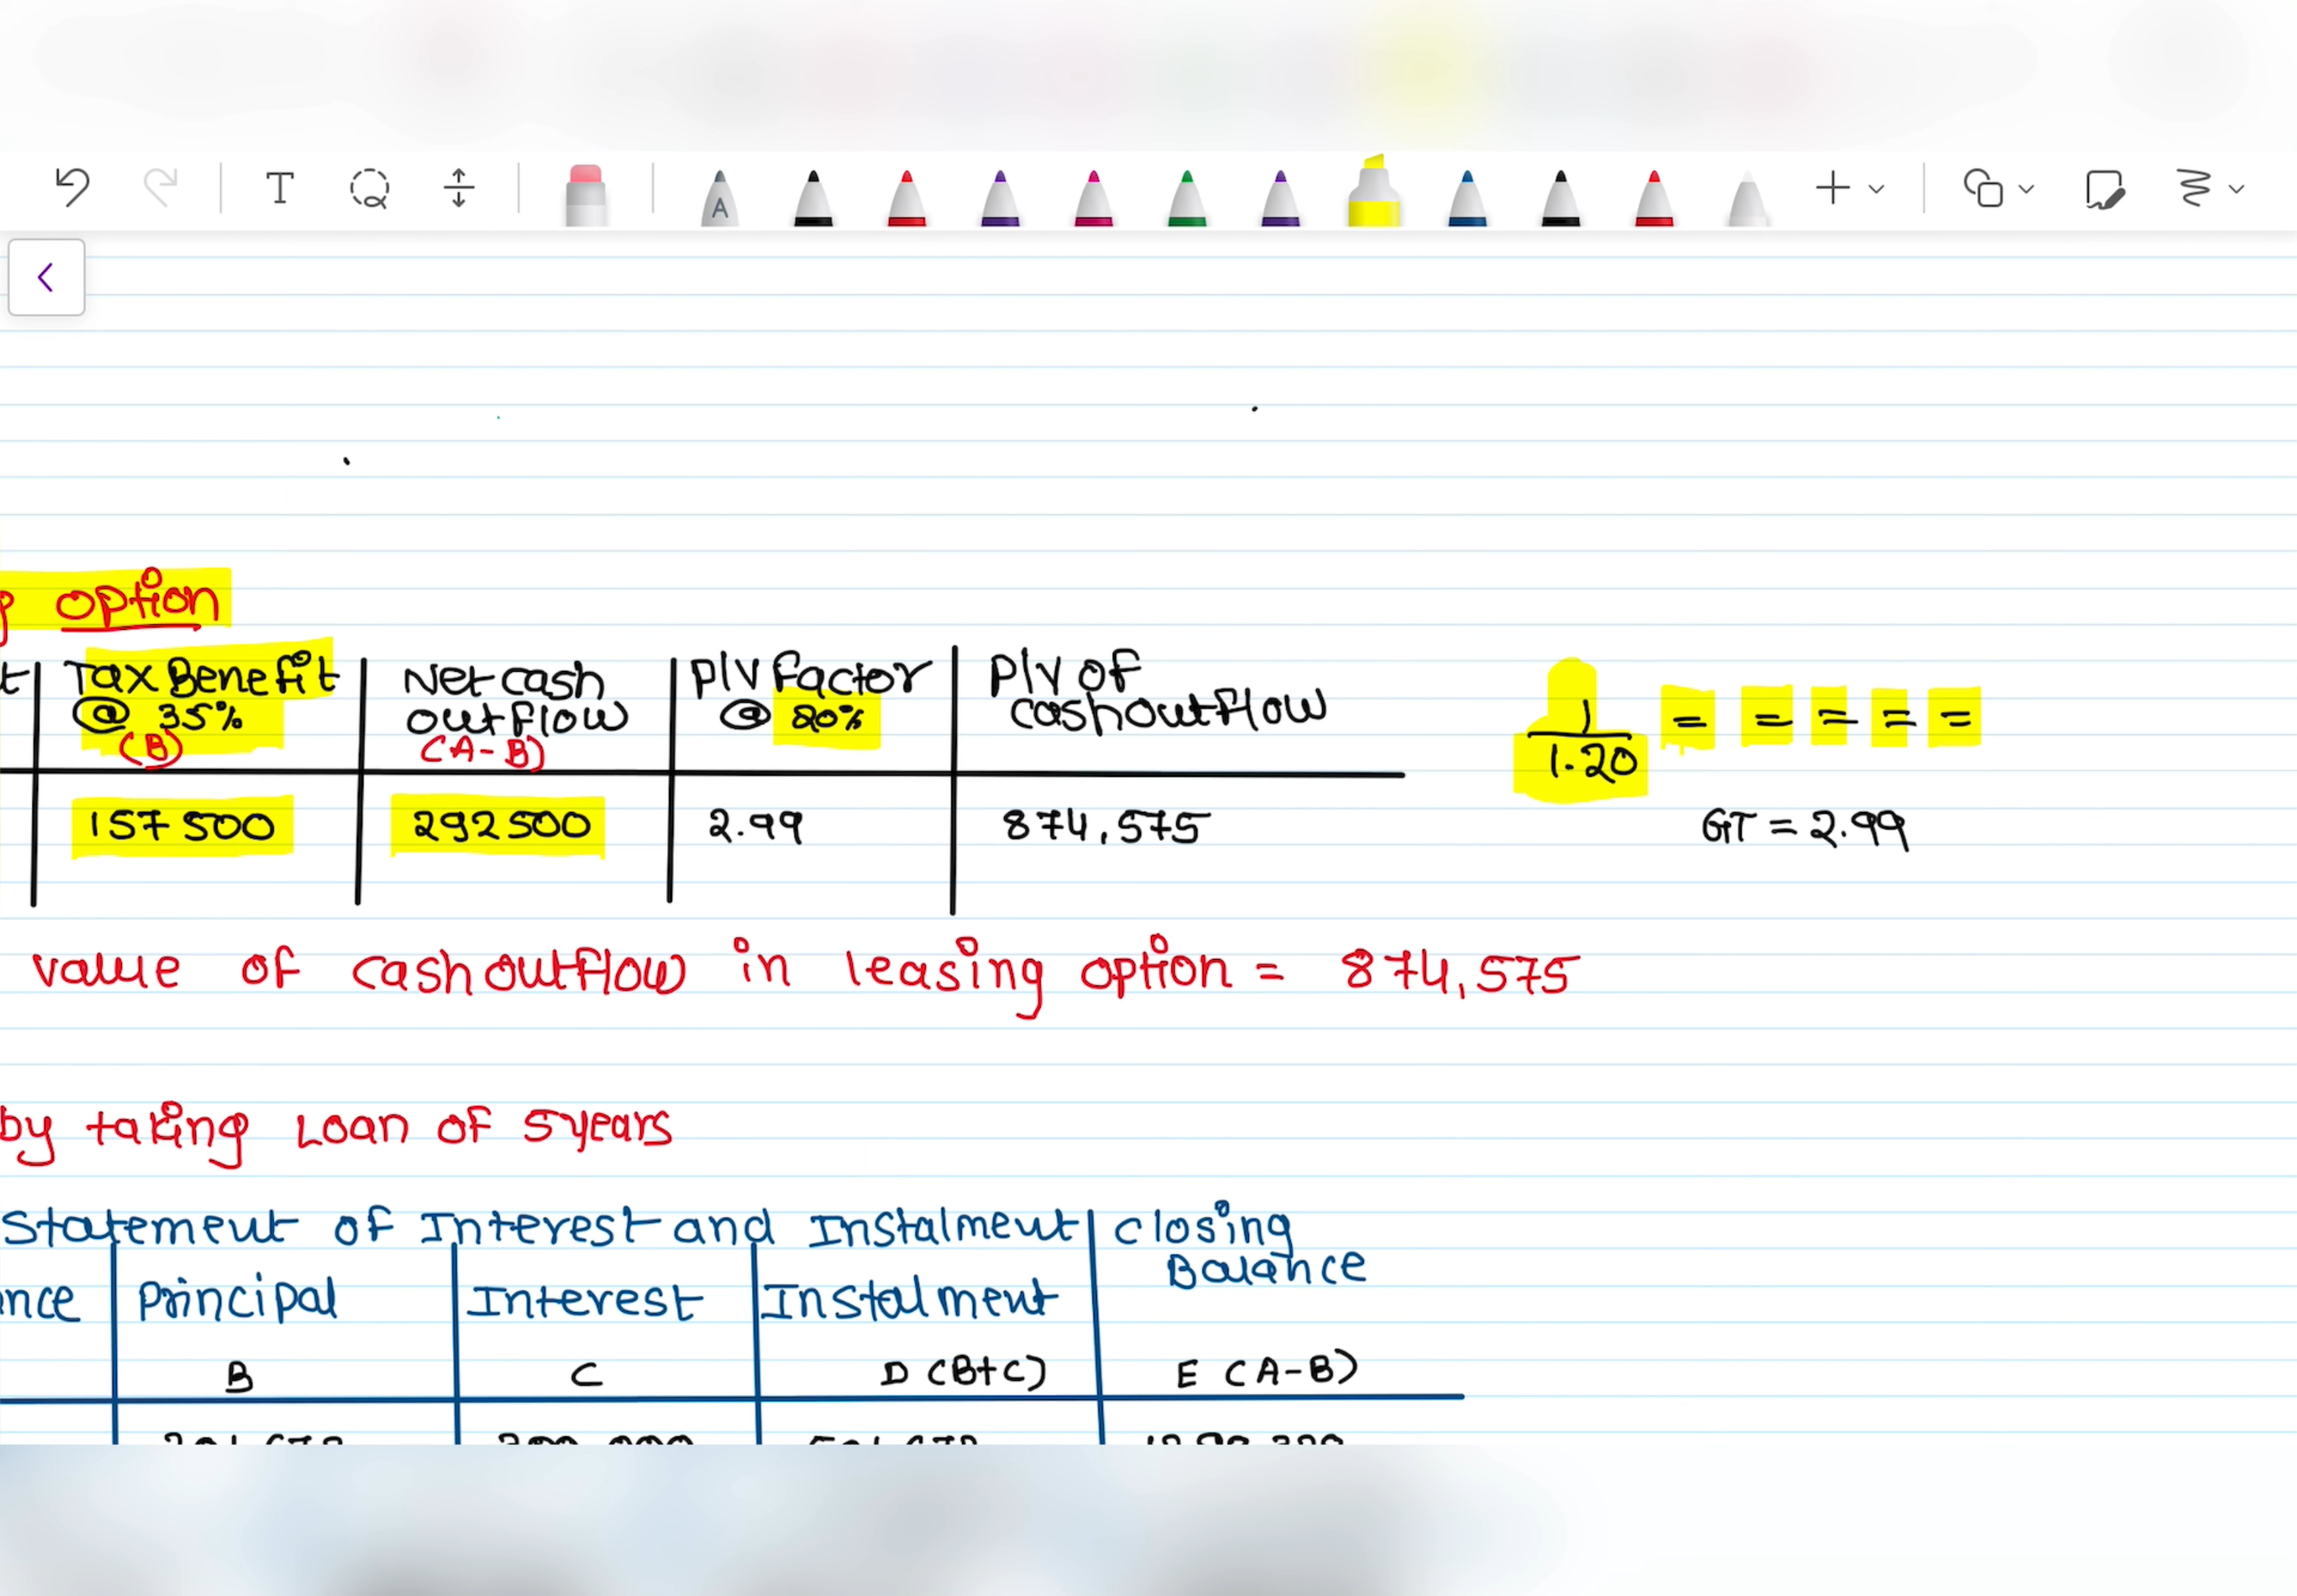 option
Tax Benefit @ 35% (B)
Net cash outflow (A-B)
P/V factor @ 20%
P/V of cashoutflow
1/1.20 = = = = =
157500
292500
2.99
874,575
GT = 2.99
value of cash outflow in leasing option = 874,575
by taking Loan of 5years
Statement of Interest and Instalment
closing Balance
Principal
Interest
Instalment
B
C
D (B+C)
E (A-B)